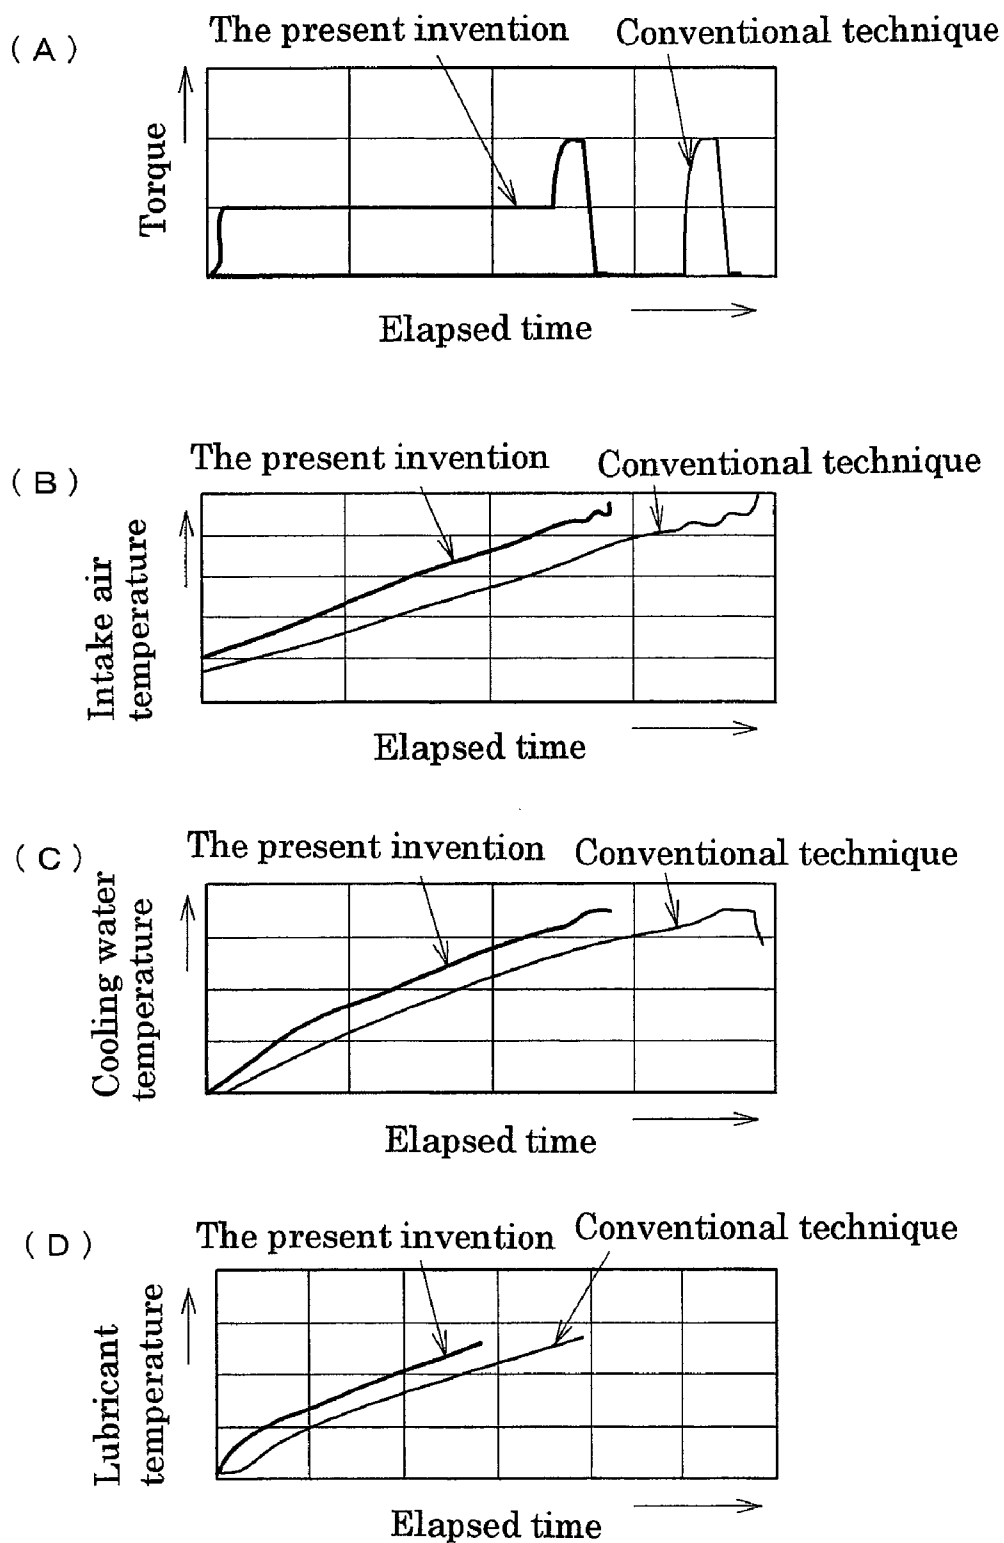 (A)
The present invention
Conventional technique
Torque
Elapsed time
(B)
The present invention
Conventional technique
Intake air
temperature
Elapsed time
(C)
The present invention
Conventional technique
Cooling water
temperature
Elapsed time
(D)
The present invention
Conventional technique
Lubricant
temperature
Elapsed time